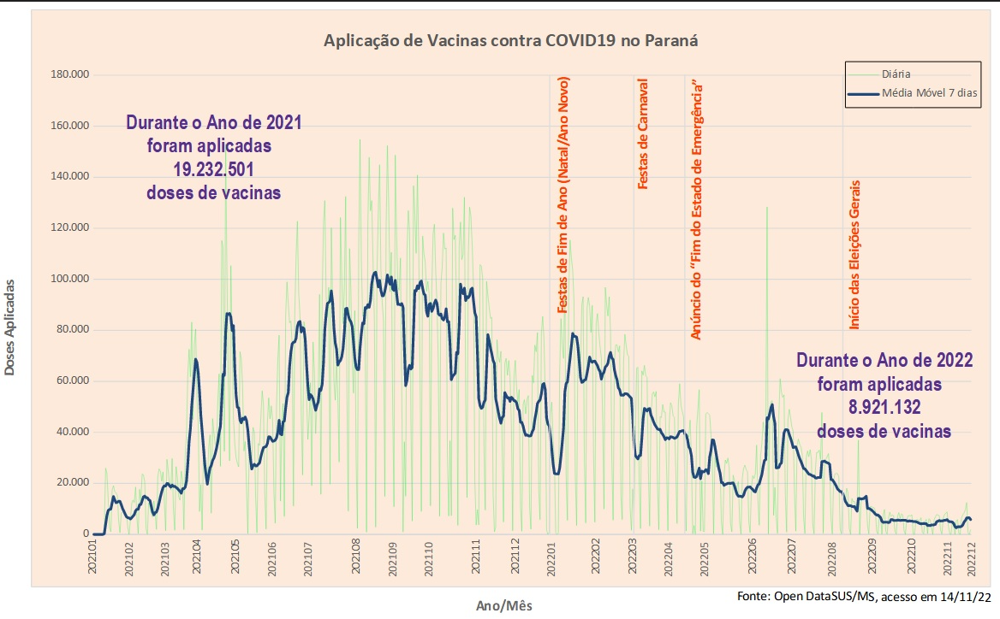 Aplicação de Vacinas contra COVID19 no Paraná
Diária
Média Móvel 7 dias
180.000
160.000
140.000
120.000
100.000
80.000
60.000
40.000
20.000
0
Doses Aplicadas
Durante o Ano de 2021
foram aplicadas
19.232.501
doses de vacinas
Festas de Fim de Ano (Natal/Ano Novo)
Festas de Carnaval
Anúncio do “Fim do Estado de Emergência”
Início das Eleições Gerais
Durante o Ano de 2022
foram aplicadas
8.921.132
doses de vacinas
202101
202102
202103
202104
202105
202106
202107
202108
202109
202110
202111
202112
202201
202202
202203
202204
202205
202206
202207
202208
202209
202210
202211
202212
Ano/Mês
Fonte: Open DataSUS/MS, acesso em 14/11/22